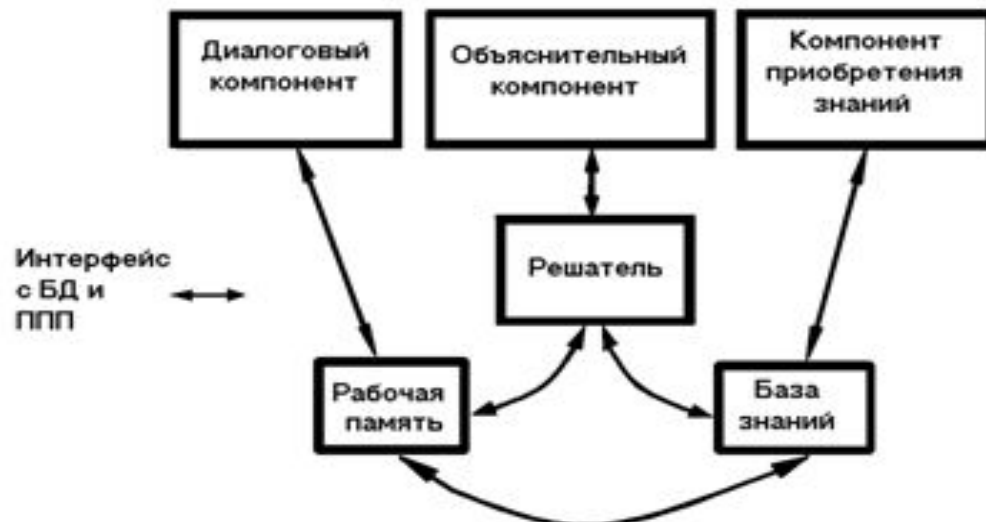 Диалоговый
компонент
Объяснительный
компонент
Компонент
приобретения
знаний
Решатель
Интерфейс
с БД и
ППП
Рабочая
память
База
знаний